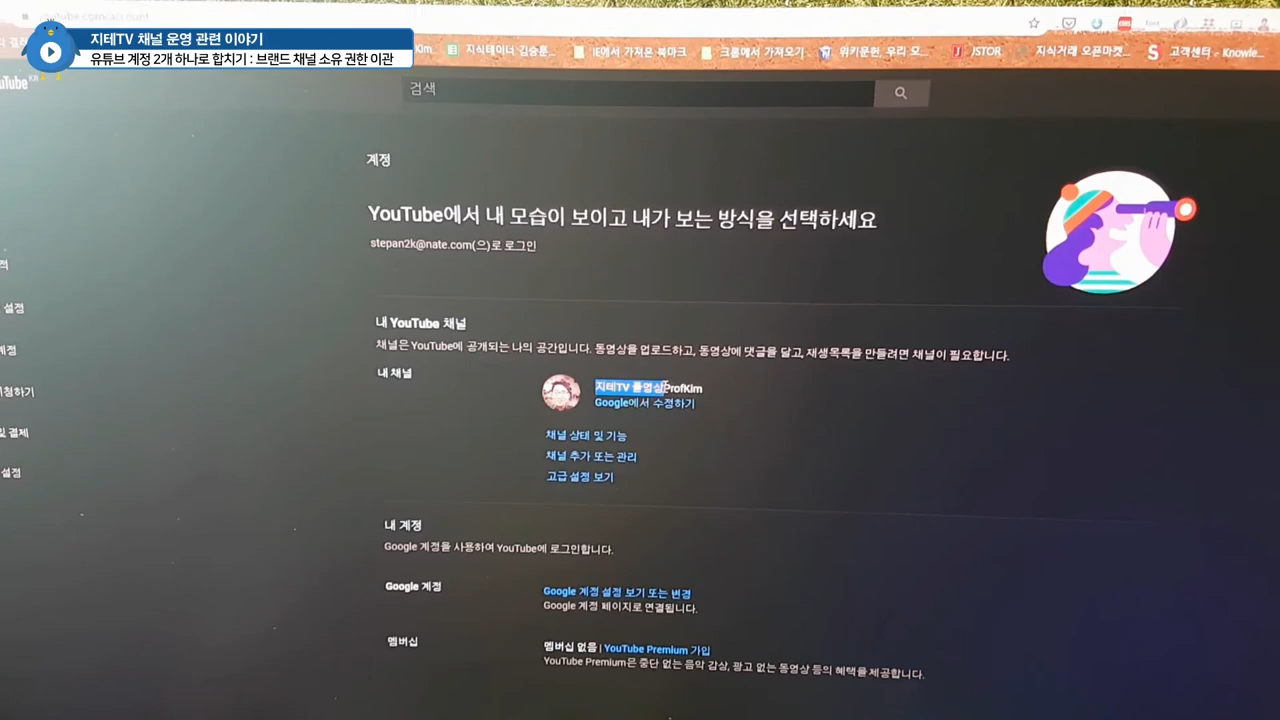 지테TV 채널 운영 관련 이야기
유튜브 계정 2개 하나로 합치기 : 브랜드 채널 소유 권한 이관
Kim
지식테이너 김승훈...
IE에서 가져온 북마크
크롬에서 가져오기...
위키문헌, 우리 모...
JSTOR
지식거래 오픈마켓...
고객센터 - Knowle...
검색
계정
YouTube에서 내 모습이 보이고 내가 보는 방식을 선택하세요
stepan2k@nate.com(으)로 로그인
설정
내 YouTube 채널
채널은 YouTube에 공개되는 나의 공간입니다. 동영상을 업로드하고, 동영상에 댓글을 달고, 재생목록을 만들려면 채널이 필요합니다.
내 채널
지테TV 풀영상ProfKim
Google에서 수정하기
채널 상태 및 기능
채널 추가 또는 관리
고급 설정 보기
및 결제
설정
내 계정
Google 계정을 사용하여 YouTube에 로그인합니다.
Google 계정
Google 계정 설정 보기 또는 변경
Google 계정 페이지로 연결됩니다.
멤버십
멤버십 없음 | YouTube Premium 가입
YouTube Premium은 중단 없는 음악 감상, 광고 없는 동영상 등의 혜택을 제공합니다.